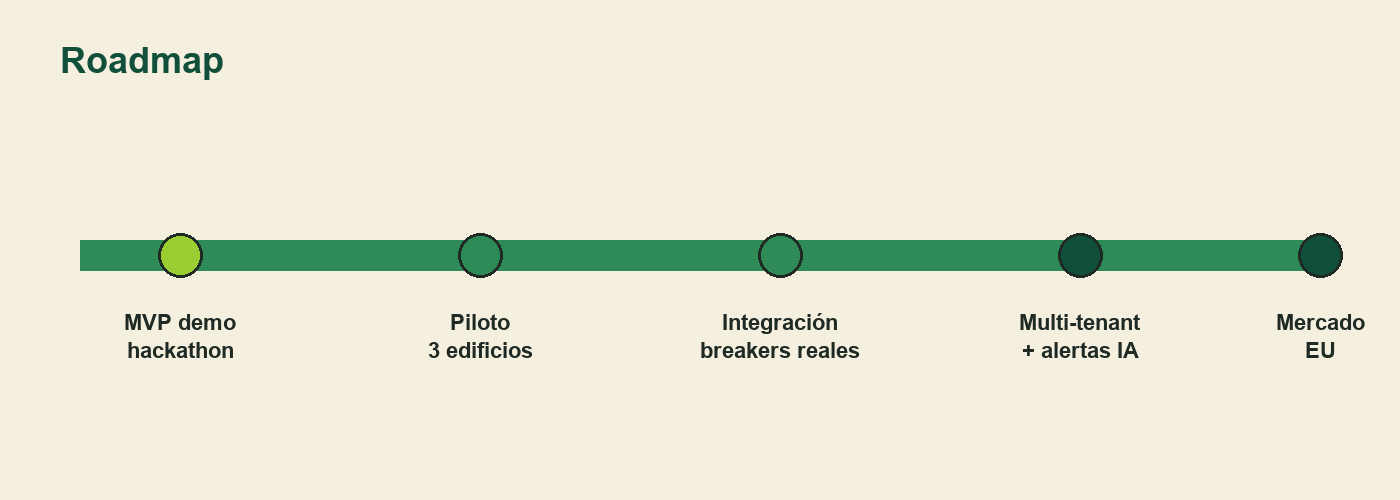 Roadmap
MVP demo
hackathon
Piloto
3 edificios
Integración
breakers reales
Multi-tenant
+ alertas IA
Mercado
EU